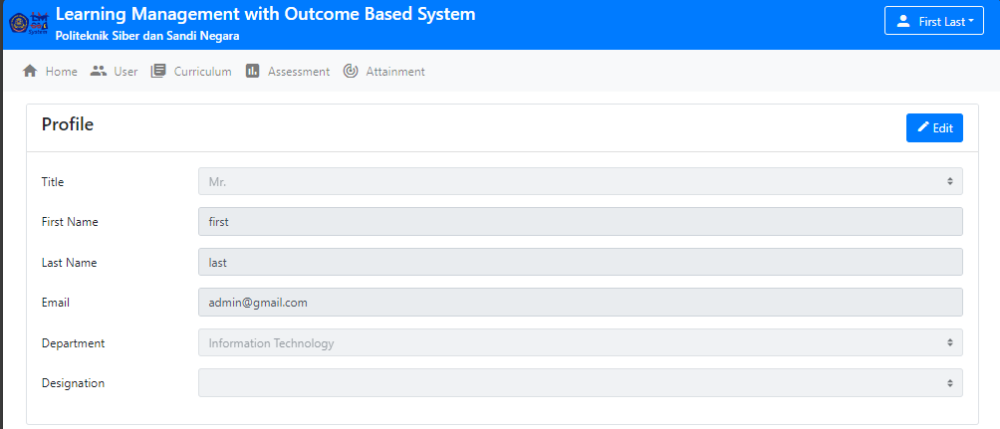 Learning Management with Outcome Based System
Politeknik Siber dan Sandi Negara
First Last
Home User Curriculum Assessment Attainment
Profile
Edit
Title Mr.
First Name first
Last Name last
Email admin@gmail.com
Department Information Technology
Designation